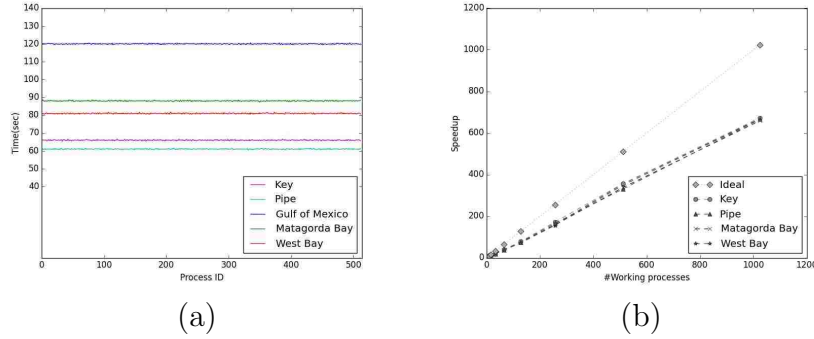 140
130
120
110
100
90
80
70
60
50
40
Time(sec)
0 100 200 300 400 500
Process ID
Key
Pipe
Gulf of Mexico
Matagorda Bay
West Bay
(a)
1200
1000
800
600
400
200
0
Speedup
0 200 400 600 800 1000 1200
#Working processes
Ideal
Key
Pipe
Matagorda Bay
West Bay
(b)